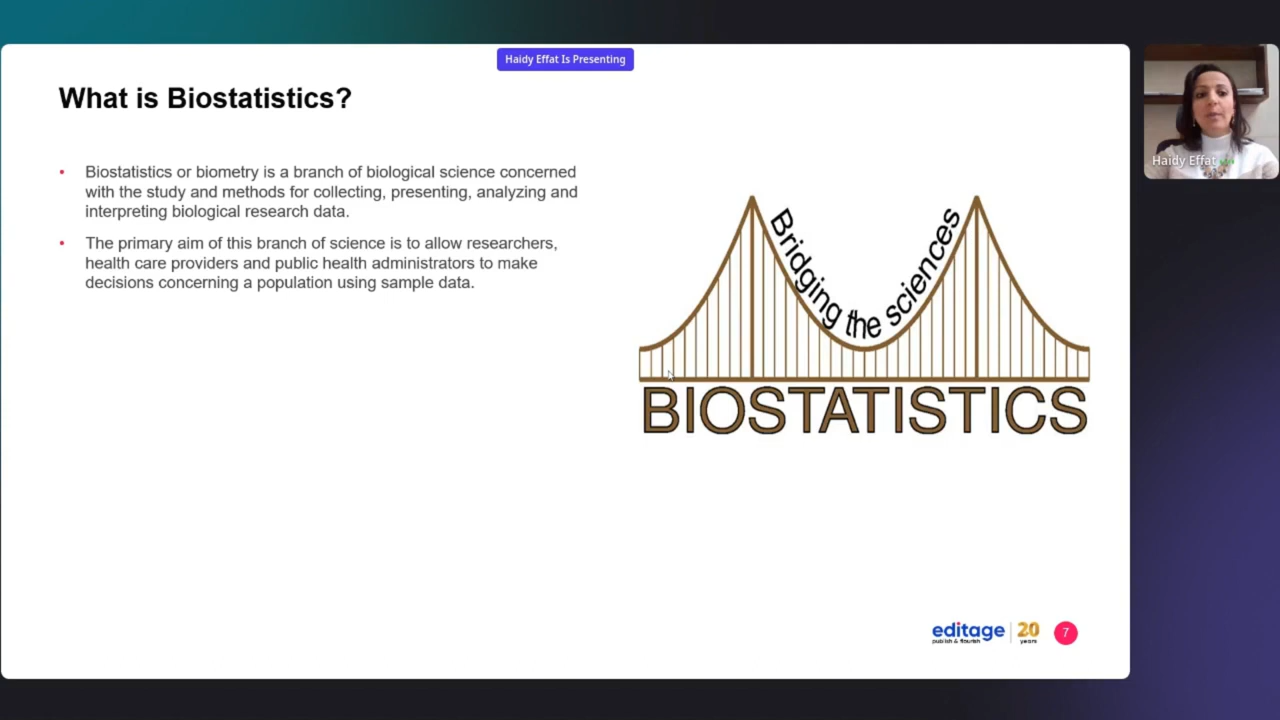 Haidy Effat Is Presenting
What is Biostatistics?
• Biostatistics or biometry is a branch of biological science concerned
with the study and methods for collecting, presenting, analyzing and
interpreting biological research data.
• The primary aim of this branch of science is to allow researchers,
health care providers and public health administrators to make
decisions concerning a population using sample data.
Bridging the sciences
BIOSTATISTICS
Haidy Effat
editage
publish & flourish
20
years
7